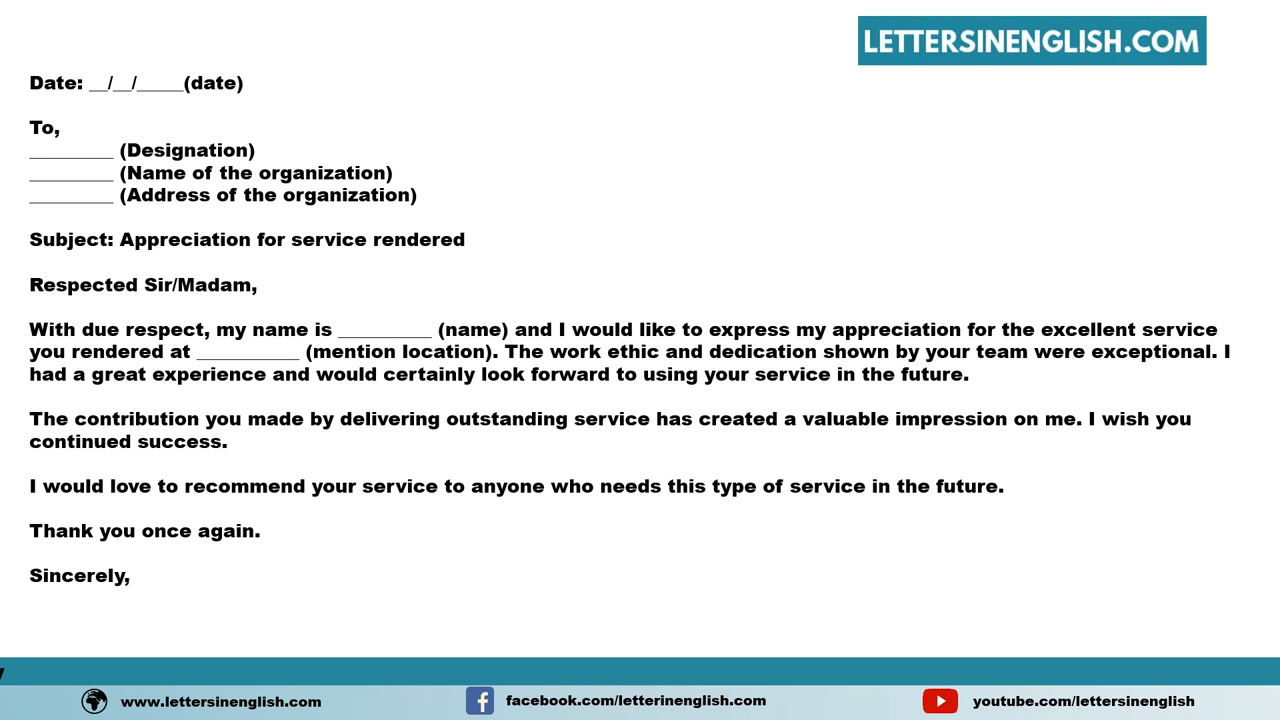 LETTERSINENGLISH.COM
Date: __/__/_____(date)
To,
_________ (Designation)
_________ (Name of the organization)
_________ (Address of the organization)
Subject: Appreciation for service rendered
Respected Sir/Madam,
With due respect, my name is __________ (name) and I would like to express my appreciation for the excellent service
you rendered at ___________ (mention location). The work ethic and dedication shown by your team were exceptional. I
had a great experience and would certainly look forward to using your service in the future.
The contribution you made by delivering outstanding service has created a valuable impression on me. I wish you
continued success.
I would love to recommend your service to anyone who needs this type of service in the future.
Thank you once again.
Sincerely,
www.lettersinenglish.com
facebook.com/letterinenglish.com
youtube.com/lettersinenglish